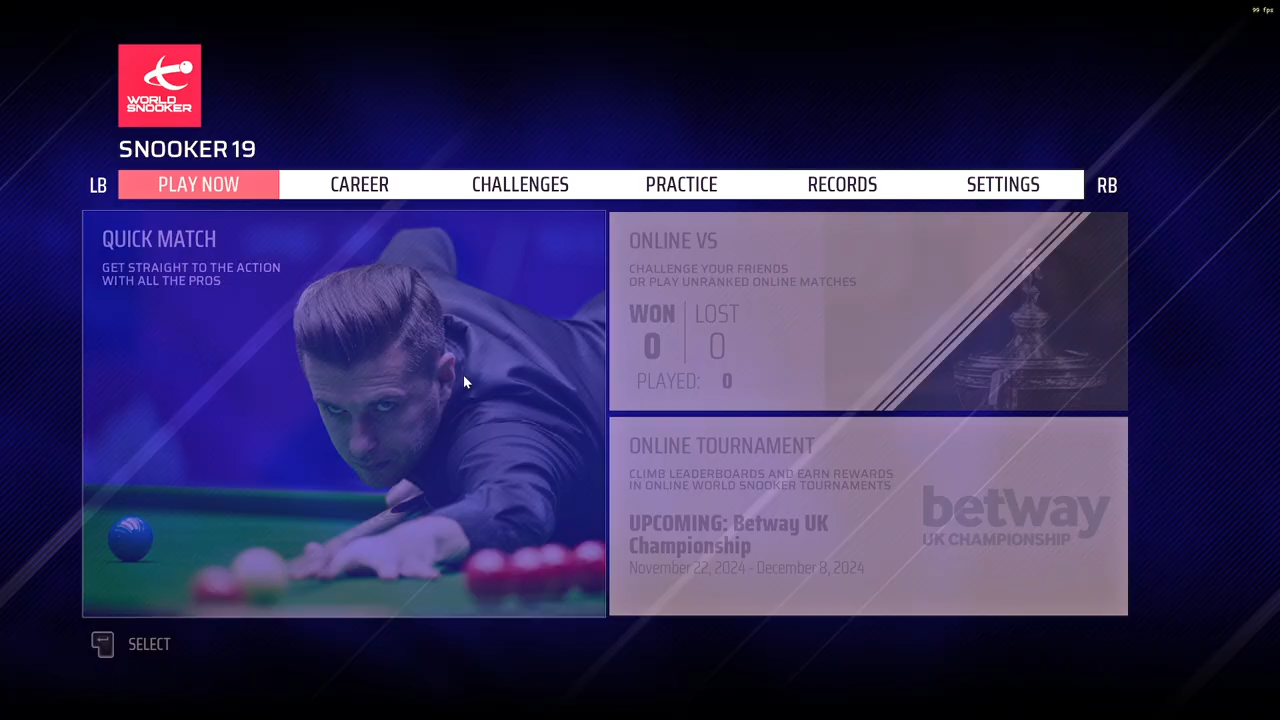 99 fps
WORLD
SNOOKER
SNOOKER 19
LB
PLAY NOW
CAREER
CHALLENGES
PRACTICE
RECORDS
SETTINGS
RB
QUICK MATCH
GET STRAIGHT TO THE ACTION
WITH ALL THE PROS
ONLINE VS
CHALLENGE YOUR FRIENDS
OR PLAY UNRANKED ONLINE MATCHES
WON LOST
0 0
PLAYED: 0
ONLINE TOURNAMENT
CLIMB LEADERBOARDS AND EARN REWARDS
IN ONLINE WORLD SNOOKER TOURNAMENTS
UPCOMING: Betway UK
Championship
November 22, 2024 - December 8, 2024
betway
UK CHAMPIONSHIP
SELECT